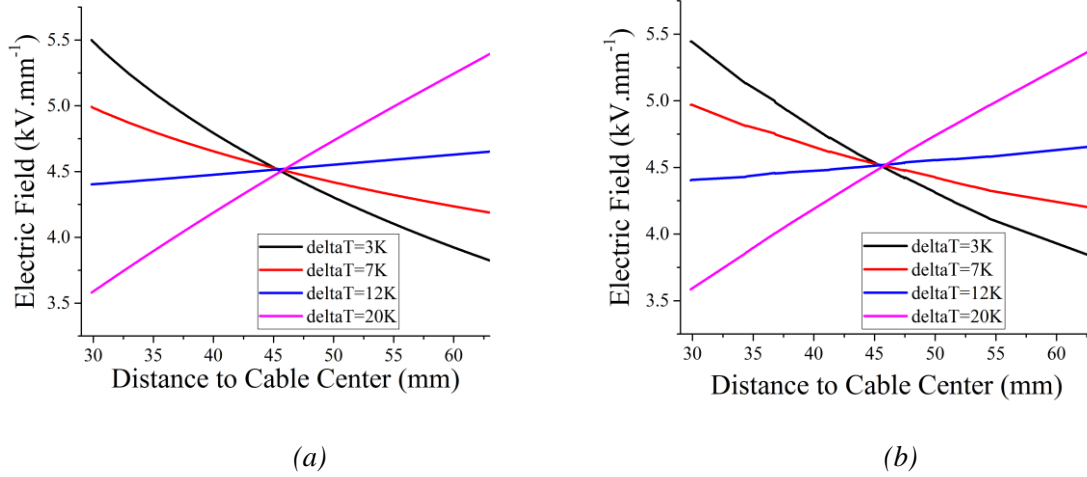 5.5
5.0
4.5
4.0
3.5
Electric Field (kV.mm⁻¹)
deltaT=3K
deltaT=7K
deltaT=12K
deltaT=20K
30 35 40 45 50 55 60
Distance to Cable Center (mm)
(a)
5.5
5.0
4.5
4.0
3.5
Electric Field (kV.mm⁻¹)
deltaT=3K
deltaT=7K
deltaT=12K
deltaT=20K
30 35 40 45 50 55 60
Distance to Cable Center (mm)
(b)